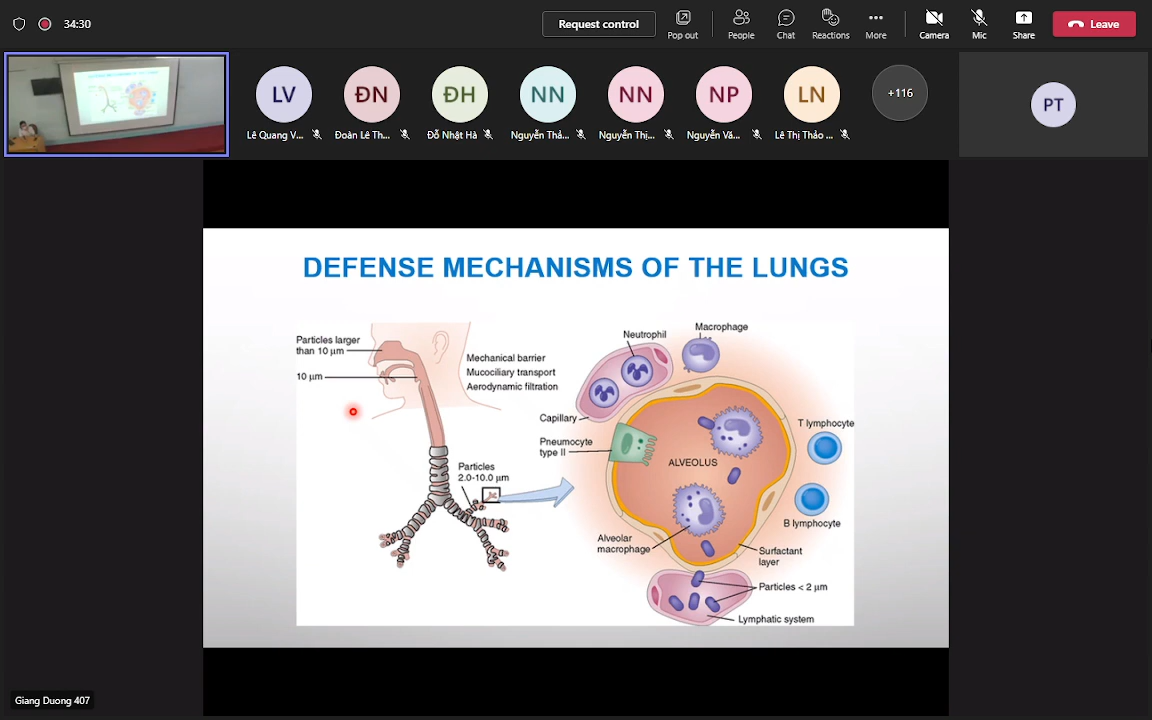 34:30
Request control
Pop out
People
Chat
Reactions
More
Camera
Mic
Share
Leave
LV
ĐN
ĐH
NN
NN
NP
LN
+116
PT
Lê Quang V...
Đoàn Lê Th...
Đỗ Nhật Hà
Nguyễn Thả...
Nguyễn Thị...
Nguyễn Vă...
Lê Thị Thảo ...
DEFENSE MECHANISMS OF THE LUNGS
Particles larger
than 10 µm
10 µm
Mechanical barrier
Mucociliary transport
Aerodynamic filtration
Particles
2.0-10.0 µm
Neutrophil
Macrophage
Capillary
Pneumocyte
type II
ALVEOLUS
T lymphocyte
B lymphocyte
Alveolar
macrophage
Surfactant
layer
Particles < 2 µm
Lymphatic system
Giang Duong 407